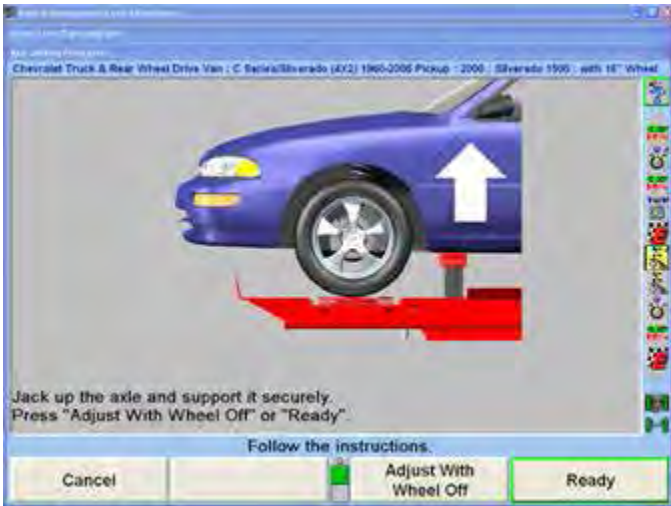 Chevrolet Truck & Rear Wheel Drive Van : C Series/Silverado (4X2) 1960-2006 Pickup : 2000 : Silverado 1500 : with 16" Wheel
Jack up the axle and support it securely.
Press "Adjust With Wheel Off" or "Ready".
Follow the instructions.
Cancel
Adjust With
Wheel Off
Ready